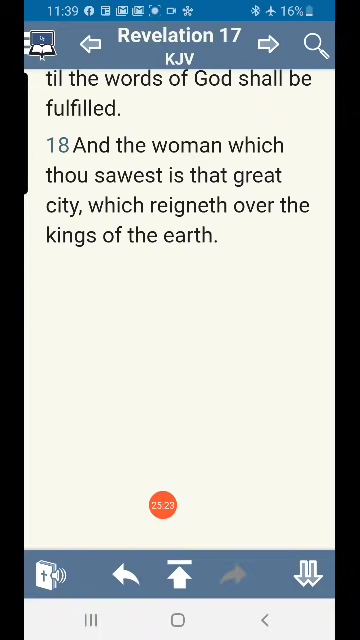 11:39 16%
Revelation 17
KJV
til the words of God shall be
fulfilled.
18 And the woman which
thou sawest is that great
city, which reigneth over the
kings of the earth.
25:23